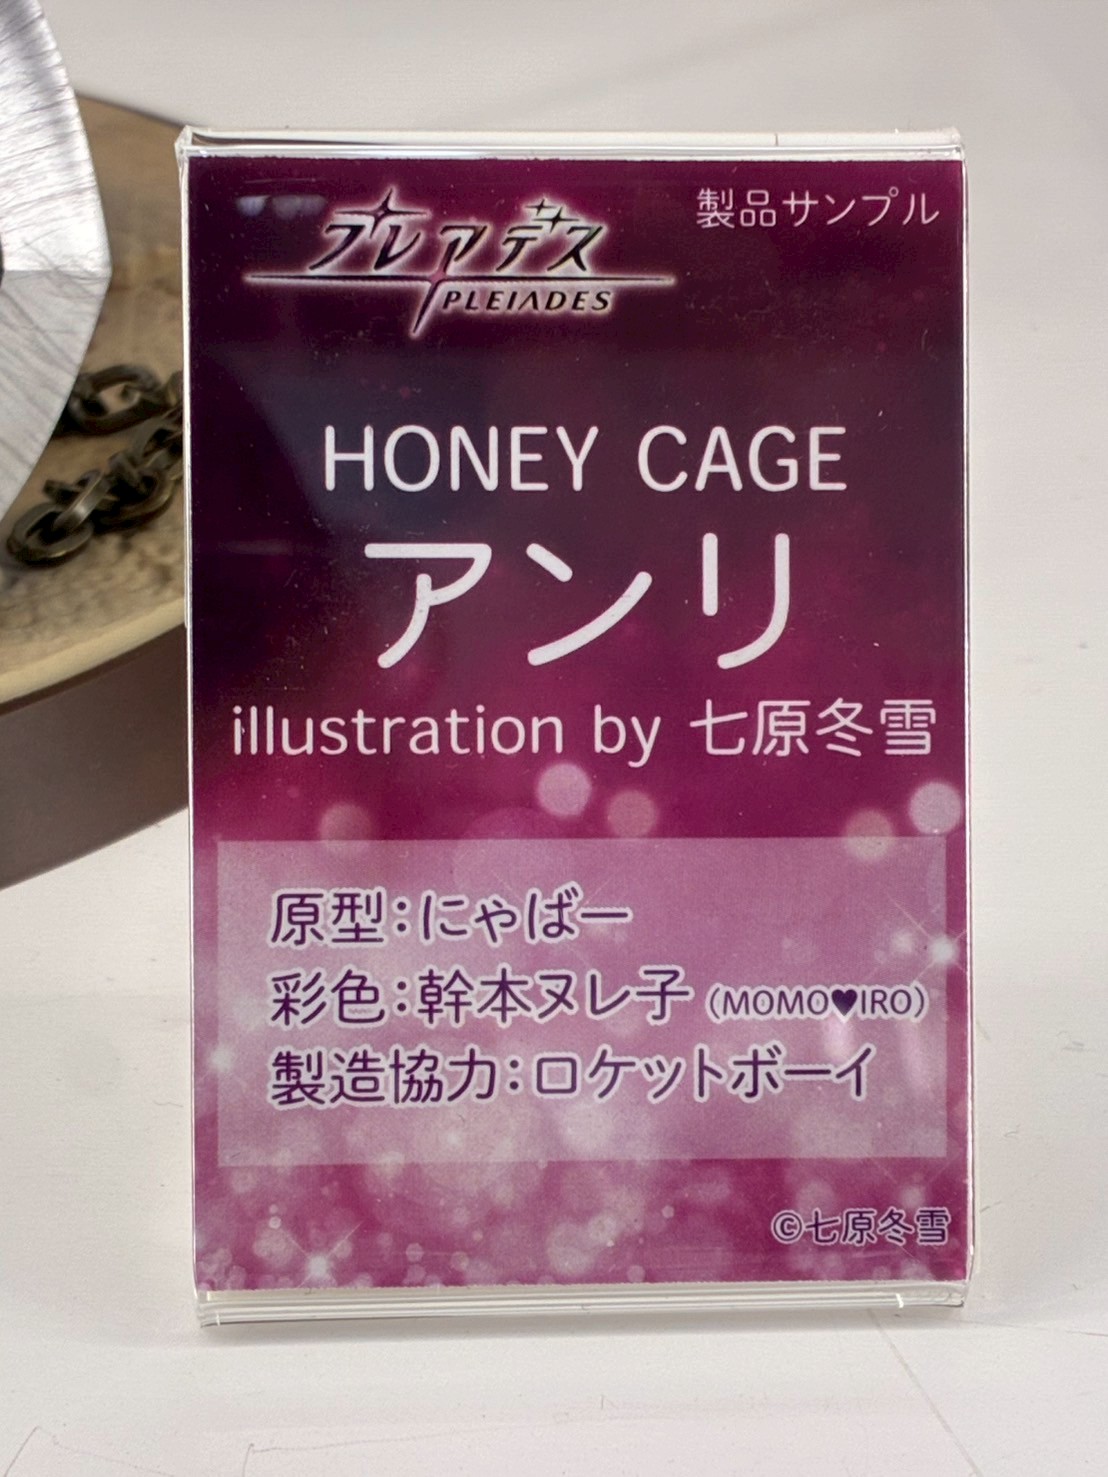 プレアデス
PLEIADES
製品サンプル
HONEY CAGE
アンリ
illustration by 七原冬雪
原型：にゃばー
彩色：幹本ヌレ子 (MOMO♥IRO)
製造協力：ロケットボーイ
©七原冬雪